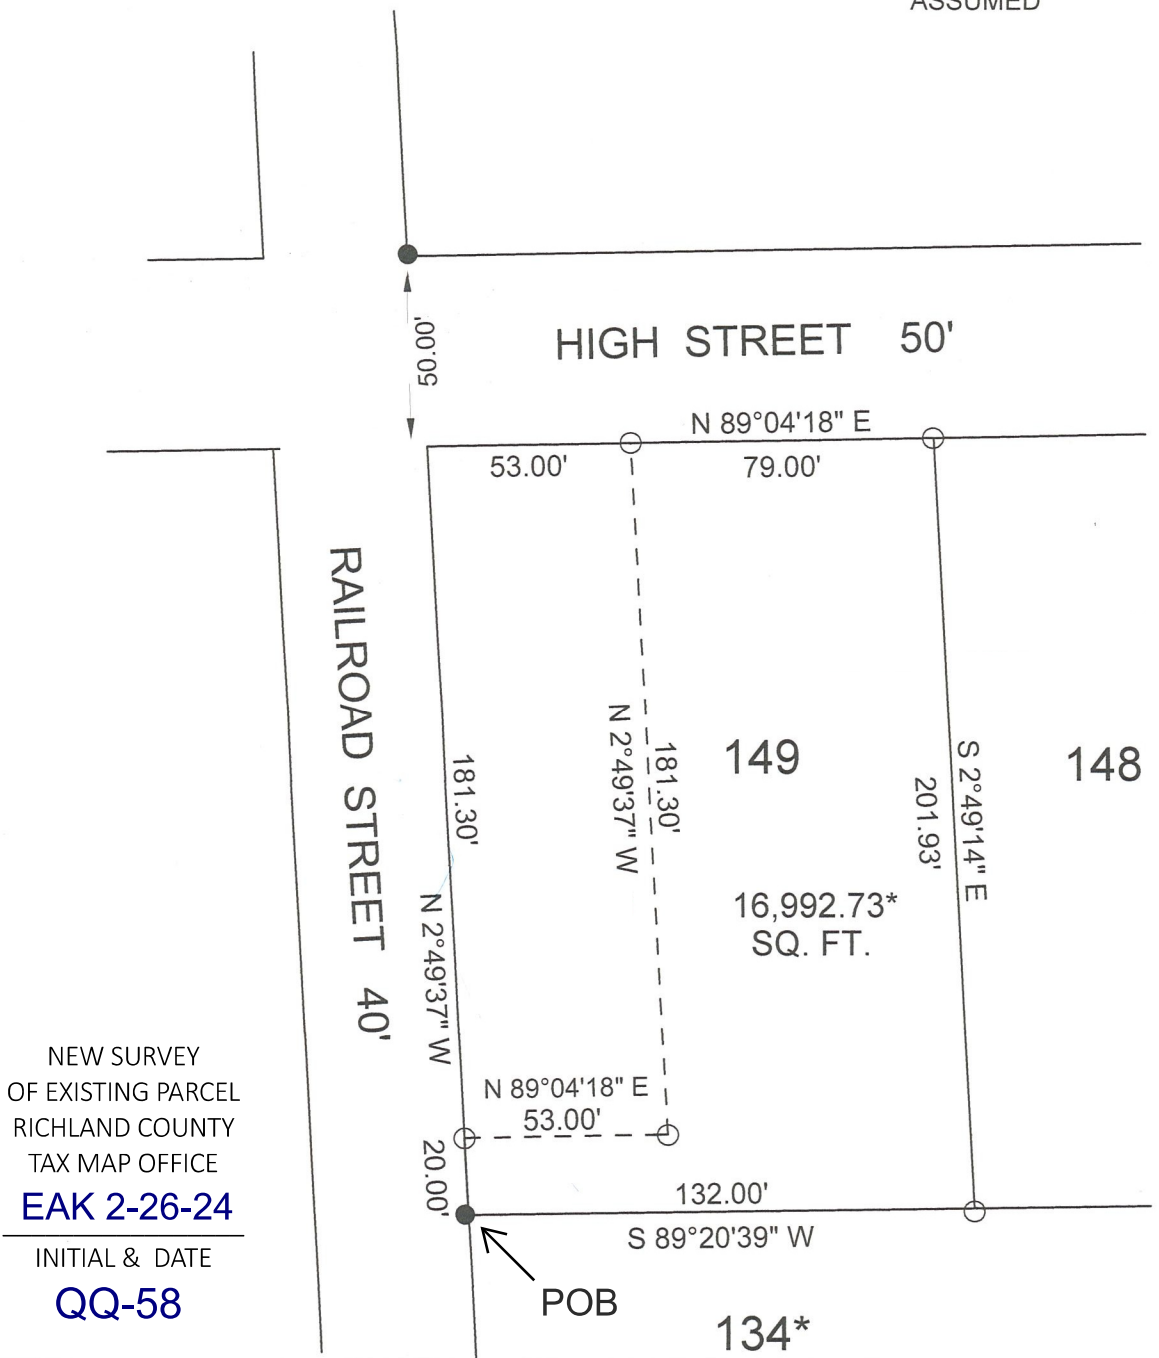 ASSUMED
50.00'
HIGH STREET 50'
N 89°04'18" E
53.00'
79.00'
RAILROAD STREET 40'
181.30'
N 2°49'37" W
N 2°49'37" W
181.30'
149
148
S 2°49'14" E
201.93'
16,992.73*
SQ. FT.
N 89°04'18" E
53.00'
20.00'
132.00'
S 89°20'39" W
POB
134*
NEW SURVEY
OF EXISTING PARCEL
RICHLAND COUNTY
TAX MAP OFFICE
EAK 2-26-24
INITIAL & DATE
QQ-58